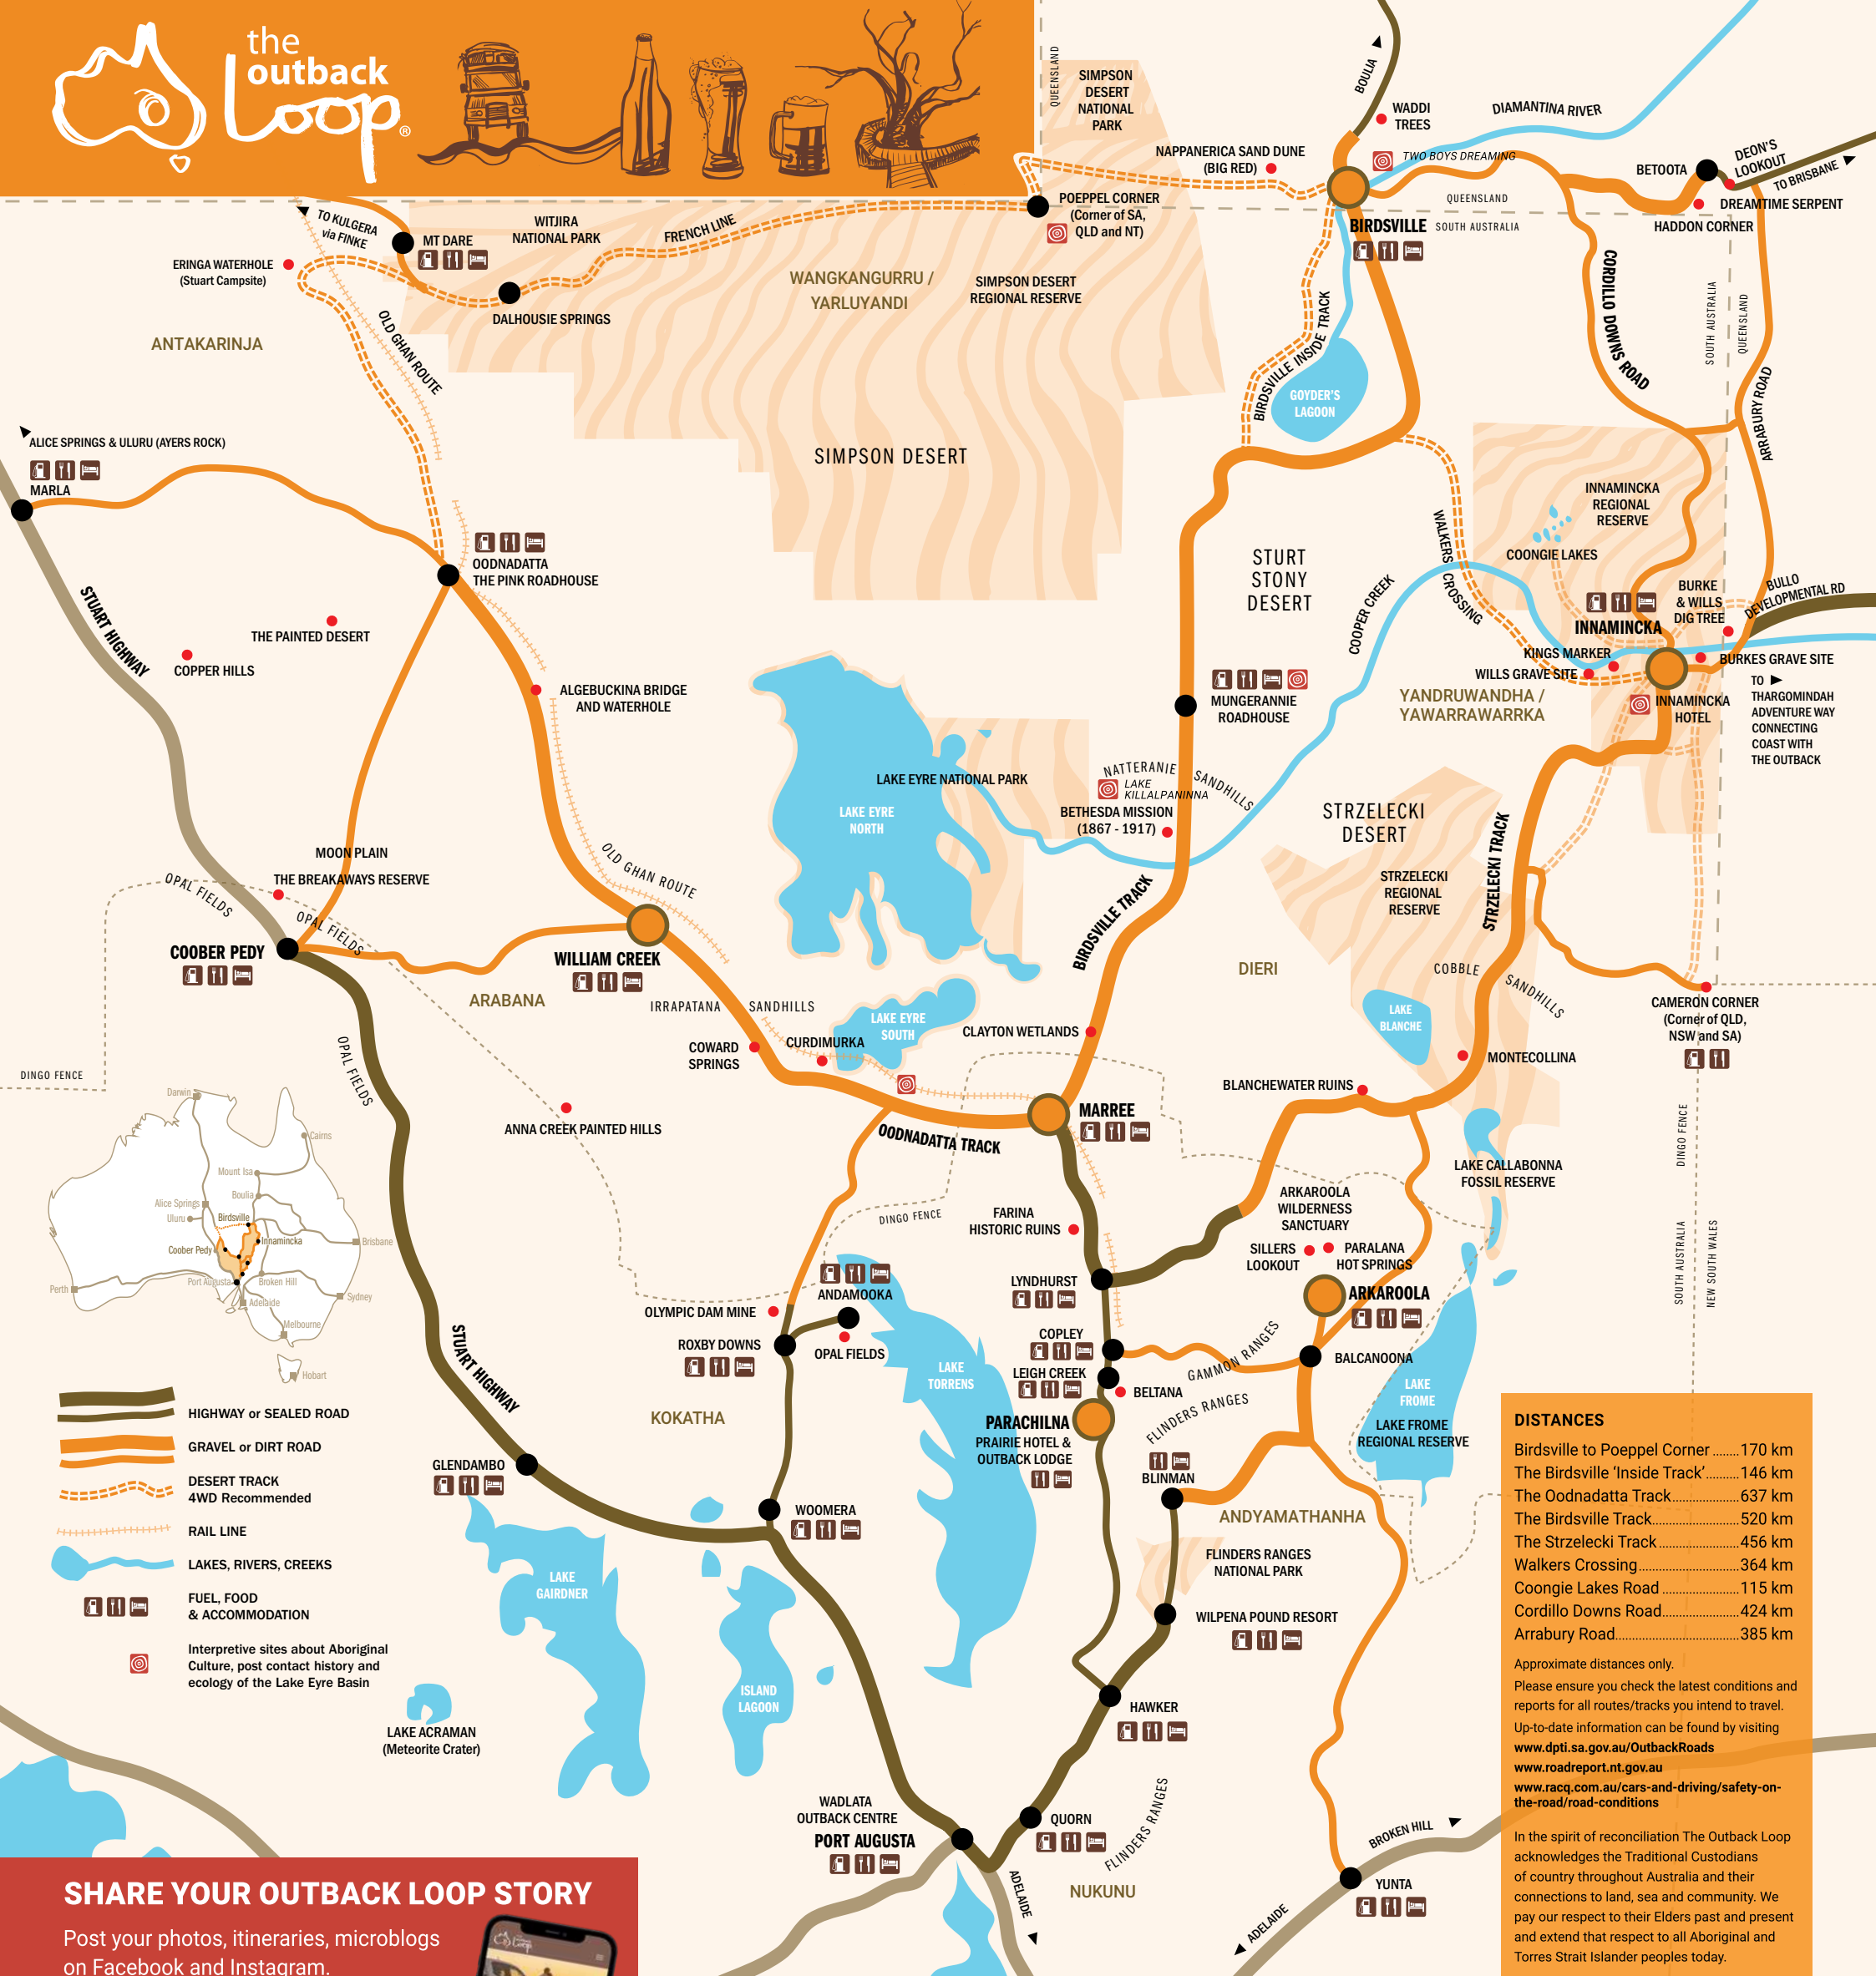 the
outback
Loop®
QUEENSLAND
SIMPSON
DESERT
NATIONAL
PARK
BOULIA
WADDI
TREES
DIAMANTINA RIVER
NAPPANERICA SAND DUNE
(BIG RED)
TWO BOYS DREAMING
BETOOTA
DEON'S
LOOKOUT
TO BRISBANE
QUEENSLAND
SOUTH AUSTRALIA
DREAMTIME SERPENT
HADDON CORNER
BIRDSVILLE
POEPPEL CORNER
(Corner of SA,
QLD and NT)
TO KULGERA
via FINKE
MT DARE
WITJIRA
NATIONAL PARK
FRENCH LINE
ERINGA WATERHOLE
(Stuart Campsite)
DALHOUSIE SPRINGS
WANGKANGURRU /
YARLUYANDI
SIMPSON DESERT
REGIONAL RESERVE
ANTAKARINJA
OLD GHAN ROUTE
BIRDSVILLE INSIDE TRACK
GOYDER'S
LAGOON
CORDILLO DOWNS ROAD
SOUTH AUSTRALIA
QUEENSLAND
ARRABURY ROAD
ALICE SPRINGS & ULURU (AYERS ROCK)
MARLA
SIMPSON DESERT
INNAMINCKA
REGIONAL
RESERVE
COONGIE LAKES
WALKERS CROSSING
OODNADATTA
THE PINK ROADHOUSE
STURT
STONY
DESERT
COOPER CREEK
BURKE
& WILLS
DIG TREE
BULLO
DEVELOPMENTAL RD
INNAMINCKA
STUART HIGHWAY
THE PAINTED DESERT
COPPER HILLS
KINGS MARKER
WILLS GRAVE SITE
BURKES GRAVE SITE
TO
THARGOMINDAH
ADVENTURE WAY
CONNECTING
COAST WITH
THE OUTBACK
INNAMINCKA
HOTEL
ALGEBUCKINA BRIDGE
AND WATERHOLE
MUNGERANNIE
ROADHOUSE
YANDRUWANDHA /
YAWARRAWARRKA
LAKE EYRE NATIONAL PARK
LAKE EYRE
NORTH
NATTERANIE SANDHILLS
LAKE
KILLALPANINNA
BETHESDA MISSION
(1867 - 1917)
STRZELECKI
DESERT
STRZELECKI
REGIONAL
RESERVE
STRZELECKI TRACK
MOON PLAIN
THE BREAKAWAYS RESERVE
OPAL FIELDS
OPAL FIELDS
OLD GHAN ROUTE
BIRDSVILLE TRACK
COOBER PEDY
WILLIAM CREEK
DIERI
COBBLE SANDHILLS
ARABANA
IRRAPATANA SANDHILLS
LAKE EYRE
SOUTH
CLAYTON WETLANDS
LAKE
BLANCHE
CAMERON CORNER
(Corner of QLD,
NSW and SA)
COWARD
SPRINGS
CURDIMURKA
MONTECOLLINA
OPAL FIELDS
DINGO FENCE
BLANCHEWATER RUINS
MARREE
ANNA CREEK PAINTED HILLS
OODNADATTA TRACK
DINGO FENCE
LAKE CALLABONNA
FOSSIL RESERVE
Darwin
Cairns
Mount Isa
Boulia
Alice Springs
Uluru
Birdsville
Innamincka
Brisbane
Coober Pedy
Port Augusta
Broken Hill
Perth
Sydney
Adelaide
Melbourne
Hobart
DINGO FENCE
FARINA
HISTORIC RUINS
ARKAROOLA
WILDERNESS
SANCTUARY
SILLERS
LOOKOUT
PARALANA
HOT SPRINGS
SOUTH AUSTRALIA
NEW SOUTH WALES
LYNDHURST
ARKAROOLA
OLYMPIC DAM MINE
ANDAMOOKA
ROXBY DOWNS
OPAL FIELDS
COPLEY
GAMMON RANGES
BALCANOONA
LEIGH CREEK
BELTANA
STUART HIGHWAY
LAKE
TORRENS
LAKE
FROME
LAKE FROME
REGIONAL RESERVE
KOKATHA
PARACHILNA
PRAIRIE HOTEL &
OUTBACK LODGE
FLINDERS RANGES
BLINMAN
GLENDAMBO
WOOMERA
ANDYAMATHANHA
FLINDERS RANGES
NATIONAL PARK
LAKE
GAIRDNER
WILPENA POUND RESORT
ISLAND
LAGOON
HAWKER
LAKE ACRAMAN
(Meteorite Crater)
WADLATA
OUTBACK CENTRE
PORT AUGUSTA
QUORN
FLINDERS RANGES
NUKUNU
ADELAIDE
BROKEN HILL
YUNTA
ADELAIDE
HIGHWAY or SEALED ROAD
GRAVEL or DIRT ROAD
DESERT TRACK
4WD Recommended
RAIL LINE
LAKES, RIVERS, CREEKS
FUEL, FOOD
& ACCOMMODATION
Interpretive sites about Aboriginal
Culture, post contact history and
ecology of the Lake Eyre Basin
DISTANCES
Birdsville to Poeppel Corner ........170 km
The Birdsville ‘Inside Track’..........146 km
The Oodnadatta Track....................637 km
The Birdsville Track.........................520 km
The Strzelecki Track .......................456 km
Walkers Crossing.............................364 km
Coongie Lakes Road .......................115 km
Cordillo Downs Road......................424 km
Arrabury Road..................................385 km
Approximate distances only.
Please ensure you check the latest conditions and
reports for all routes/tracks you intend to travel.
Up-to-date information can be found by visiting
www.dpti.sa.gov.au/OutbackRoads
www.roadreport.nt.gov.au
www.racq.com.au/cars-and-driving/safety-on-
the-road/road-conditions
In the spirit of reconciliation The Outback Loop
acknowledges the Traditional Custodians
of country throughout Australia and their
connections to land, sea and community. We
pay our respect to their Elders past and present
and extend that respect to all Aboriginal and
Torres Strait Islander peoples today.
SHARE YOUR OUTBACK LOOP STORY
Post your photos, itineraries, microblogs
on Facebook and Instagram.
Loop